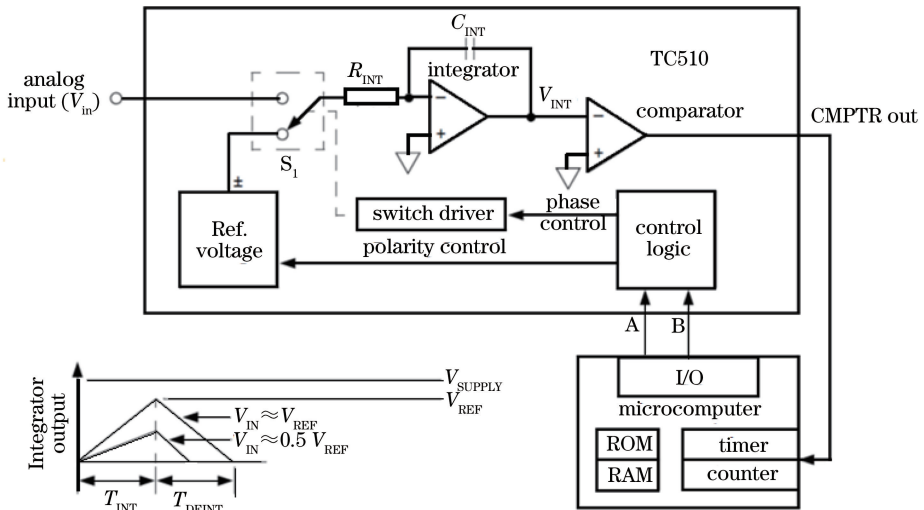 C_INT
TC510
analog
input (V_in)
R_INT
integrator
V_INT
comparator
CMPTR out
−
+
−
+
S_1
±
Ref.
voltage
switch driver
phase
control
polarity control
control
logic
A
B
I/O
microcomputer
ROM
RAM
timer
counter
Integrator
output
V_SUPPLY
V_REF
V_IN≈V_REF
V_IN≈0.5 V_REF
T_INT
T_DEINT